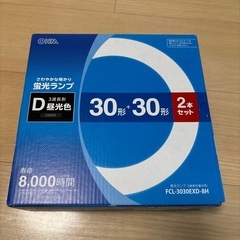 OHM
さわやかな明かり
蛍光ランプ
3波長形
D 昼光色
30形+30形
2本
セット
寿命
8,000時間
FCL-3030EXD-8H